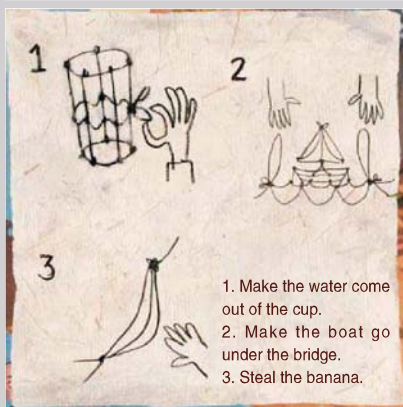 1
2
3
1. Make the water come
out of the cup.
2. Make the boat go
under the bridge.
3. Steal the banana.